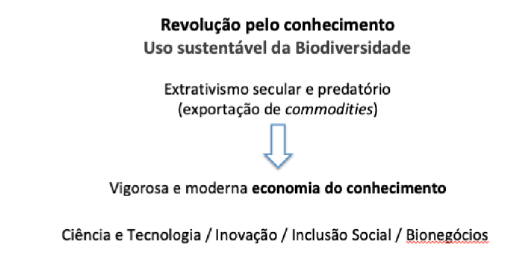 Revolução pelo conhecimento
Uso sustentável da Biodiversidade
Extrativismo secular e predatório
(exportação de commodities)
Vigorosa e moderna economia do conhecimento
Ciência e Tecnologia / Inovação / Inclusão Social / Bionegócios